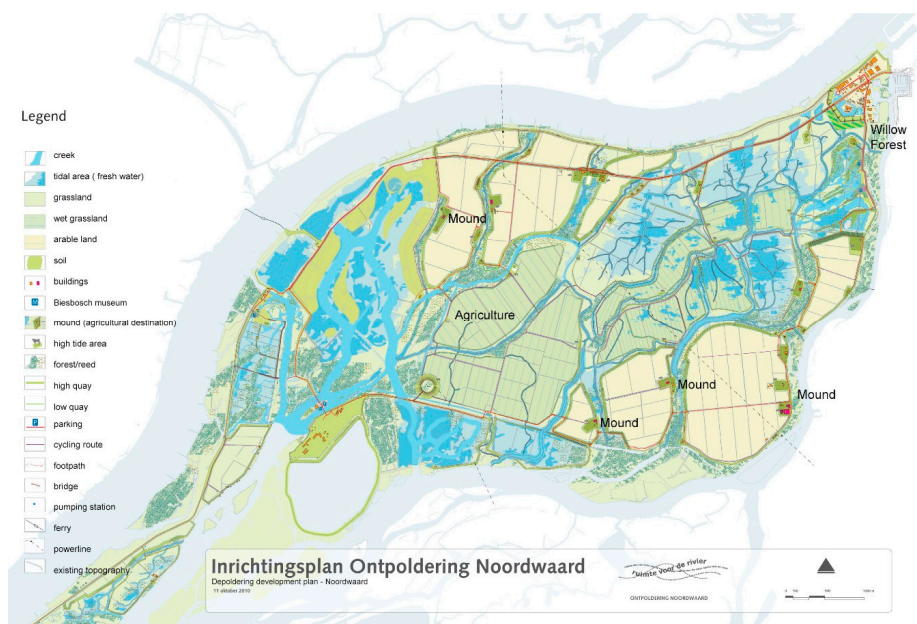 Legend
creek
tidal area ( fresh water)
grassland
wet grassland
arable land
soil
buildings
Biesbosch museum
mound (agricultural destination)
high tide area
forest/reed
high quay
low quay
parking
cycling route
footpath
bridge
pumping station
ferry
powerline
existing topography
M
P
Willow
Forest
Mound
Agriculture
Mound
Mound
Mound
Inrichtingsplan Ontpoldering Noordwaard
Depoldering development plan - Noordwaard
11 oktober 2010
ruimte voor de rivier
ONTPOLDERING NOORDWAARD